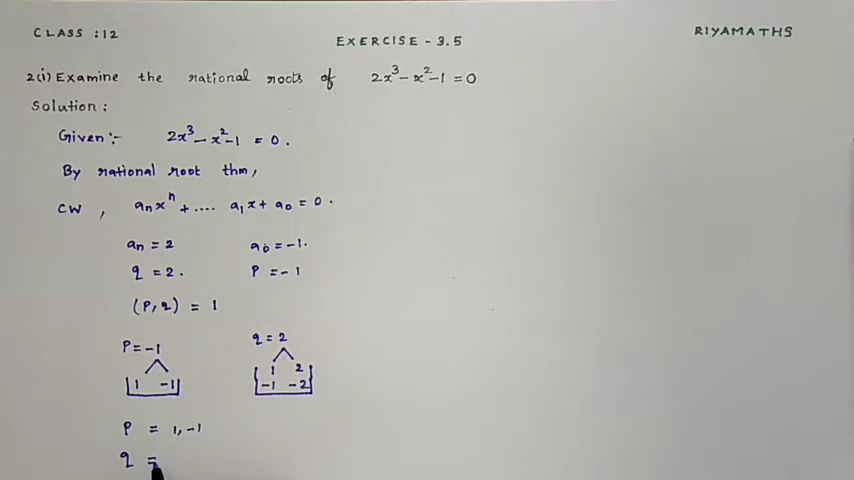 CLASS : 12
EXERCISE - 3.5
RIYAMATHS
2(i) Examine the rational roots of 2x³ - x² - 1 = 0
Solution :
Given :- 2x³ - x² - 1 = 0.
By rational root thm,
CW, aₙxⁿ + .... a₁x + a₀ = 0.
aₙ = 2 a₀ = -1.
q = 2. P = -1
(P, q) = 1
P = -1 q = 2
1 -1 1 2
-1 -2
P = 1, -1
q =